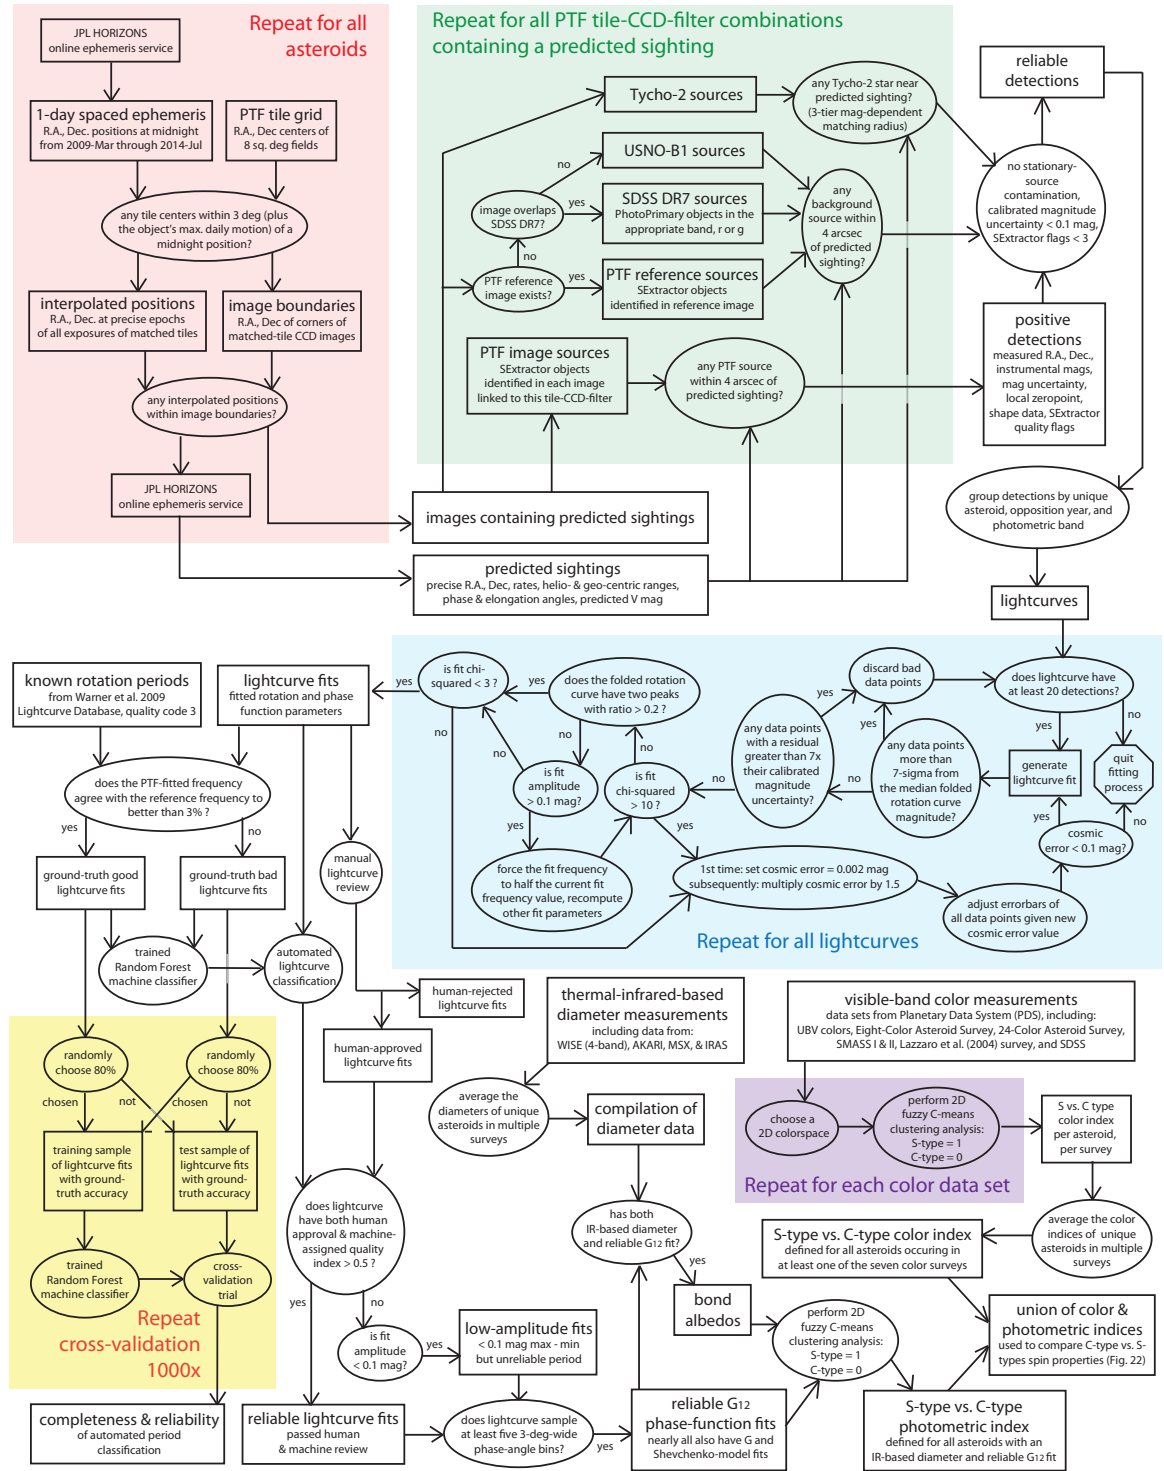 Repeat for all
asteroids
JPL HORIZONS
online ephemeris service
1-day spaced ephemeris
R.A., Dec. positions at midnight
from 2009-Mar through 2014-Jul
PTF tile grid
R.A., Dec centers of
8 sq. deg fields
any tile centers within 3 deg (plus
the object's max. daily motion) of a
midnight position?
interpolated positions
R.A., Dec. at precise epochs
of all exposures of matched tiles
image boundaries
R.A., Dec of corners of
matched-tile CCD images
any interpolated positions
within image boundaries?
JPL HORIZONS
online ephemeris service
Repeat for all PTF tile-CCD-filter combinations
containing a predicted sighting
Tycho-2 sources
any Tycho-2 star near
predicted sighting?
(3-tier mag-dependent
matching radius)
no
USNO-B1 sources
image overlaps
SDSS DR7?
yes
SDSS DR7 sources
PhotoPrimary objects in the
appropriate band, r or g
any
background
source within
4 arcsec
of predicted
sighting?
no
PTF reference
image exists?
yes
PTF reference sources
SExtractor objects
identified in reference image
PTF image sources
SExtractor objects
identified in each image
linked to this tile-CCD-filter
any PTF source
within 4 arscec of
predicted sighting?
images containing predicted sightings
predicted sightings
precise R.A., Dec, rates, helio- & geo-centric ranges,
phase & elongation angles, predicted V mag
reliable
detections
no stationary-
source
contamination,
calibrated magnitude
uncertainty < 0.1 mag,
SExtractor flags < 3
positive
detections
measured R.A., Dec.,
instrumental mags,
mag uncertainty,
local zeropoint,
shape data, SExtractor
quality flags
group detections by unique
asteroid, opposition year, and
photometric band
lightcurves
known rotation periods
from Warner et al. 2009
Lightcurve Database, quality code 3
lightcurve fits
fitted rotation and phase
function parameters
yes
is fit chi-
squared < 3 ?
yes
does the folded rotation
curve have two peaks
with ratio > 0.2 ?
discard bad
data points
does lightcurve have
at least 20 detections?
yes
yes
no
no
no
no
any data points
with a residual
greater than 7x
their calibrated
magnitude
uncertainty?
any data points
more than
7-sigma from
the median folded
rotation curve
magnitude?
yes
generate
lightcurve fit
no
quit
fitting
process
is fit
amplitude
> 0.1 mag?
is fit
chi-squared
> 10 ?
no
no
yes
no
cosmic
error < 0.1 mag?
yes
yes
force the fit frequency
to half the current fit
frequency value, recompute
other fit parameters
1st time: set cosmic error = 0.002 mag
subsequently: multiply cosmic error by 1.5
adjust errorbars of
all data points given new
cosmic error value
Repeat for all lightcurves
does the PTF-fitted frequency
agree with the reference frequency to
better than 3% ?
yes
no
ground-truth good
lightcurve fits
ground-truth bad
lightcurve fits
manual
lightcurve
review
trained
Random Forest
machine classifier
automated
lightcurve
classification
human-rejected
lightcurve fits
human-approved
lightcurve fits
randomly
choose 80%
randomly
choose 80%
chosen
not
chosen
not
training sample
of lightcurve fits
with ground-
truth accuracy
test sample of
lightcurve fits
with ground-
truth accuracy
trained
Random Forest
machine classifier
cross-
validation
trial
Repeat
cross-validation
1000x
completeness & reliability
of automated period
classification
does lightcurve
have both human
approval & machine-
assigned quality
index > 0.5 ?
yes
no
is fit
amplitude
< 0.1 mag?
yes
low-amplitude fits
< 0.1 mag max - min
but unreliable period
reliable lightcurve fits
passed human
& machine review
does lightcurve sample
at least five 3-deg-wide
phase-angle bins?
yes
reliable G12
phase-function fits
nearly all also have G and
Shevchenko-model fits
thermal-infrared-based
diameter measurements
including data from:
WISE (4-band), AKARI, MSX, & IRAS
average the
diameters of unique
asteroids in multiple
surveys
compilation of
diameter data
has both
IR-based diameter
and reliable G12 fit?
yes
bond
albedos
perform 2D
fuzzy C-means
clustering analysis:
S-type = 1
C-type = 0
visible-band color measurements
data sets from Planetary Data System (PDS), including:
UBV colors, Eight-Color Asteroid Survey, 24-Color Asteroid Survey,
SMASS I & II, Lazzaro et al. (2004) survey, and SDSS
choose a
2D colorspace
perform 2D
fuzzy C-means
clustering analysis:
S-type = 1
C-type = 0
Repeat for each color data set
S vs. C type
color index
per asteroid,
per survey
average the color
indices of unique
asteroids in multiple
surveys
S-type vs. C-type color index
defined for all asteroids occuring in
at least one of the seven color surveys
union of color &
photometric indices
used to compare C-type vs. S-
types spin properties (Fig. 22)
S-type vs. C-type
photometric index
defined for all asteroids with an
IR-based diameter and reliable G12 fit